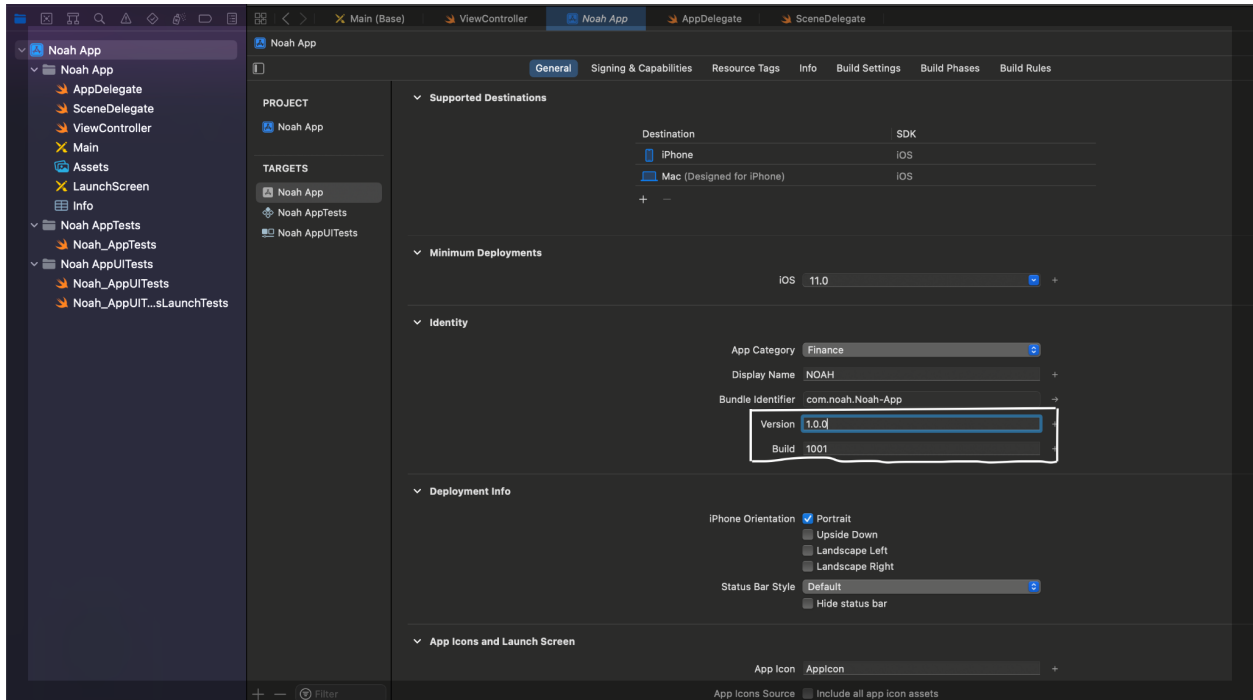 Main (Base)
ViewController
Noah App
AppDelegate
SceneDelegate
Noah App
Noah App
AppDelegate
SceneDelegate
ViewController
Main
Assets
LaunchScreen
Info
Noah AppTests
Noah_AppTests
Noah AppUITests
Noah_AppUITests
Noah_AppUIT...sLaunchTests
Noah App
General Signing & Capabilities Resource Tags Info Build Settings Build Phases Build Rules
PROJECT
Noah App
TARGETS
Noah App
Noah AppTests
Noah AppUITests
Filter
Supported Destinations
Destination SDK
iPhone iOS
Mac (Designed for iPhone) iOS
Minimum Deployments
iOS 11.0
Identity
App Category Finance
Display Name NOAH
Bundle Identifier com.noah.Noah-App
Version 1.0.0
Build 1001
Deployment Info
iPhone Orientation Portrait
Upside Down
Landscape Left
Landscape Right
Status Bar Style Default
Hide status bar
App Icons and Launch Screen
App Icon AppIcon
App Icons Source Include all app icon assets